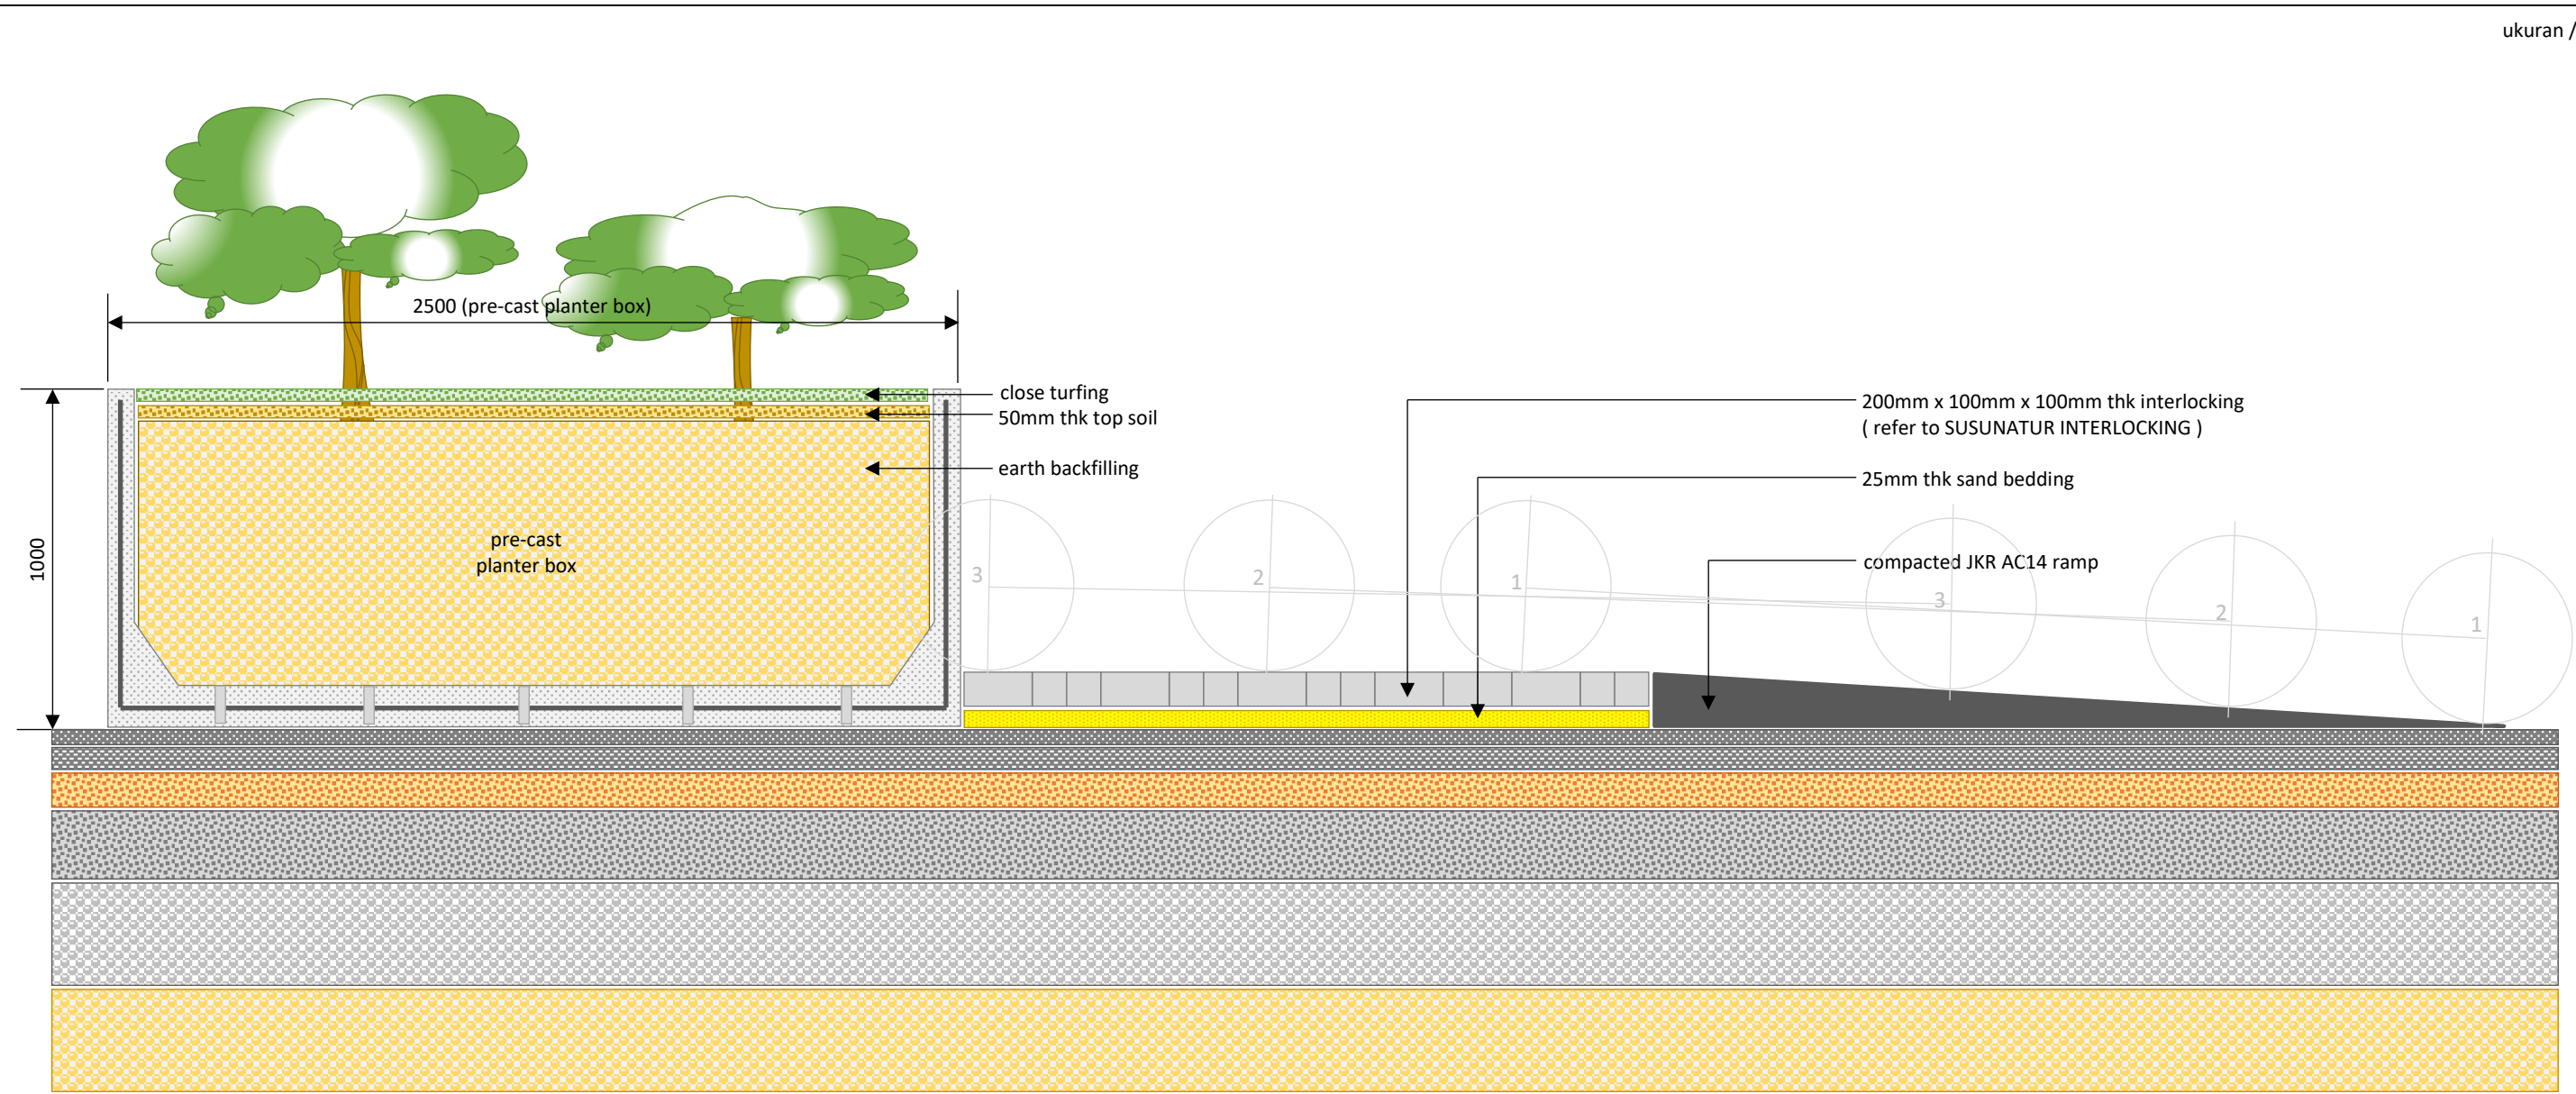 ukuran /
2500 (pre-cast planter box)
close turfing
50mm thk top soil
earth backfilling
pre-cast
planter box
1000
200mm x 100mm x 100mm thk interlocking
( refer to SUSUNATUR INTERLOCKING )
25mm thk sand bedding
compacted JKR AC14 ramp
3
2
1
3
2
1